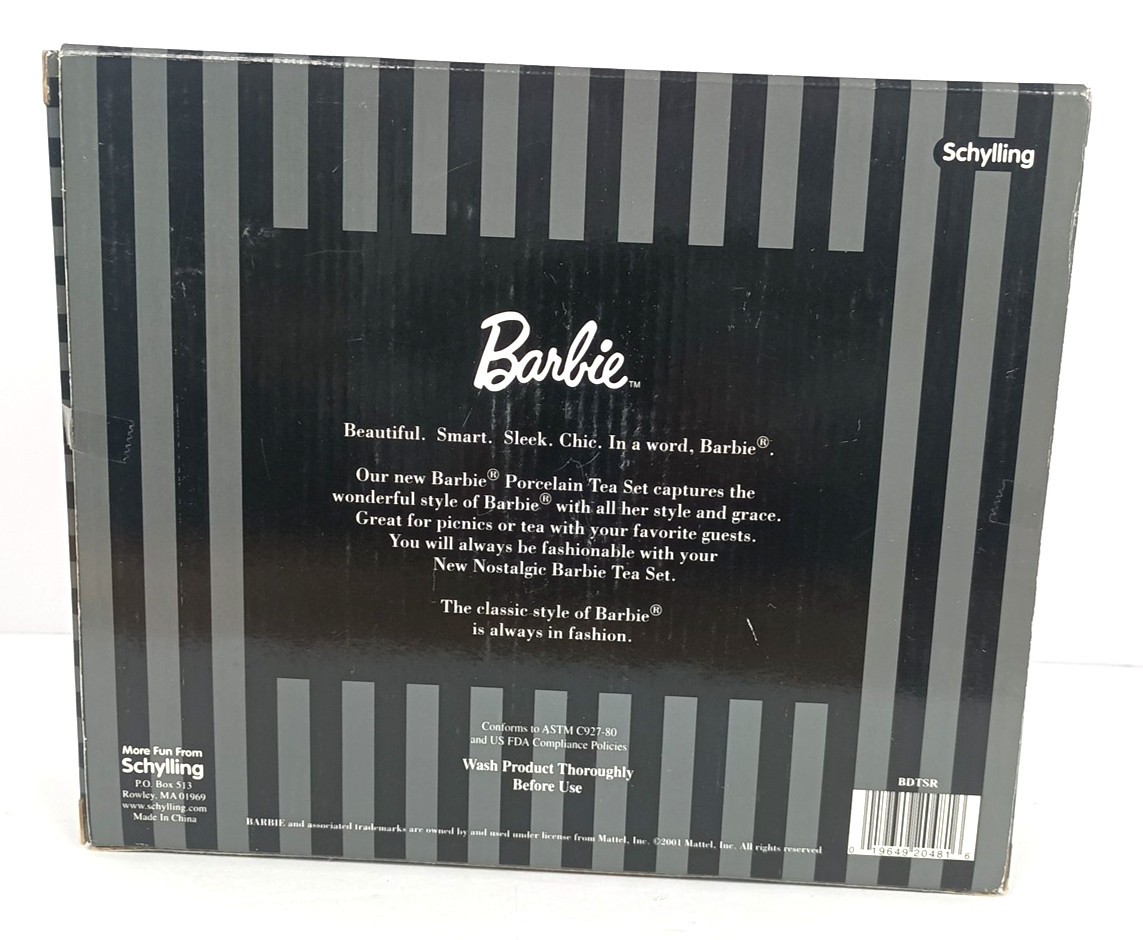 Schylling
Barbie™
Beautiful. Smart. Sleek. Chic. In a word, Barbie®.
Our new Barbie® Porcelain Tea Set captures the
wonderful style of Barbie® with all her style and grace.
Great for picnics or tea with your favorite guests.
You will always be fashionable with your
New Nostalgic Barbie Tea Set.
The classic style of Barbie®
is always in fashion.
Conforms to ASTM C927-80
and US FDA Compliance Policies
Wash Product Thoroughly
Before Use
More Fun From
Schylling
P.O. Box 513
Rowley, MA 01969
www.schylling.com
Made In China
BARBIE and associated trademarks are owned by and used under license from Mattel, Inc. ©2001 Mattel, Inc. All rights reserved
BDTSR
0 19649 20481 6